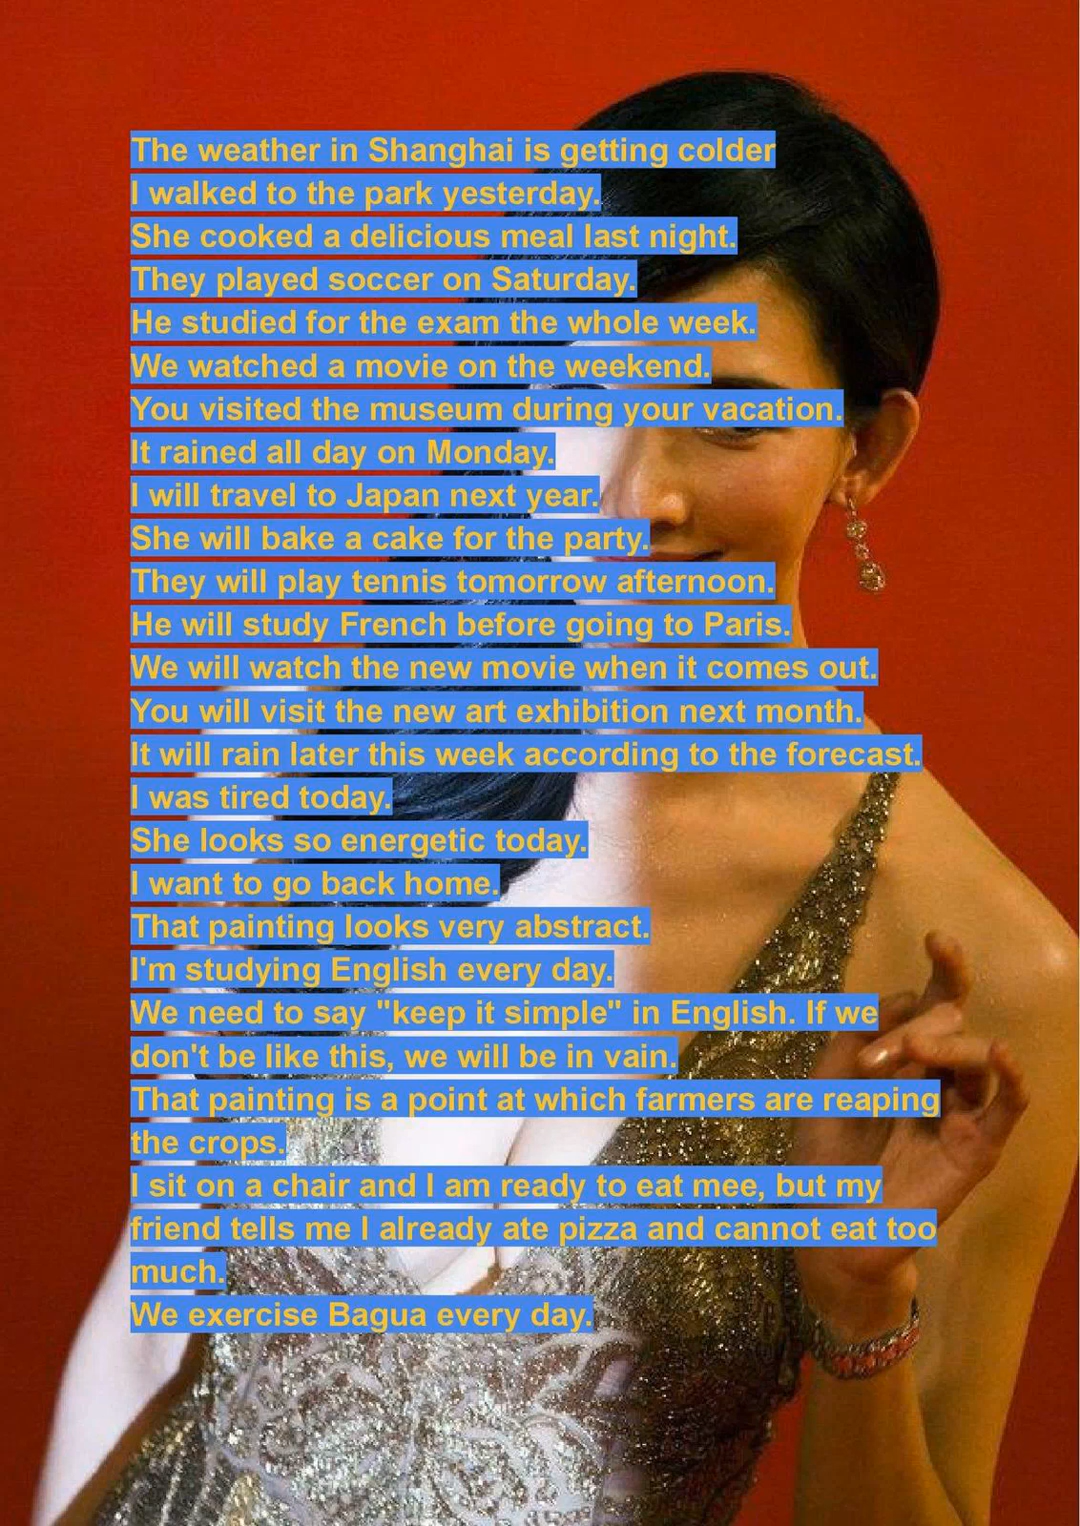 The weather in Shanghai is getting colder
I walked to the park yesterday.
She cooked a delicious meal last night.
They played soccer on Saturday.
He studied for the exam the whole week.
We watched a movie on the weekend.
You visited the museum during your vacation.
It rained all day on Monday.
I will travel to Japan next year.
She will bake a cake for the party.
They will play tennis tomorrow afternoon.
He will study French before going to Paris.
We will watch the new movie when it comes out.
You will visit the new art exhibition next month.
It will rain later this week according to the forecast.
I was tired today.
She looks so energetic today.
I want to go back home.
That painting looks very abstract.
I'm studying English every day.
We need to say "keep it simple" in English. If we
don't be like this, we will be in vain.
That painting is a point at which farmers are reaping
the crops.
I sit on a chair and I am ready to eat mee, but my
friend tells me I already ate pizza and cannot eat too
much.
We exercise Bagua every day.